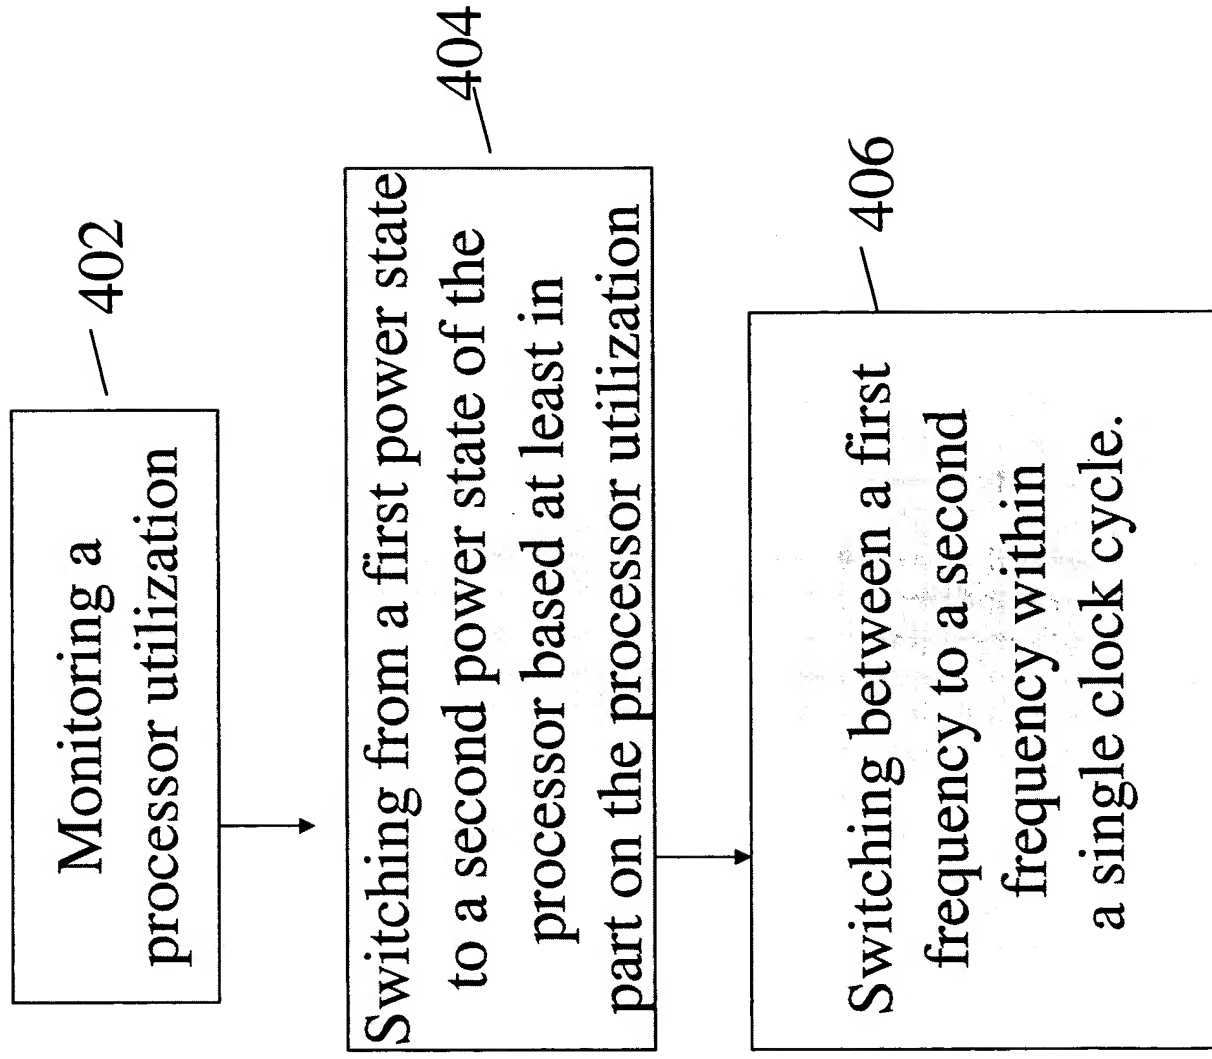 Monitoring a
processor utilization
402
Switching from a first power state
to a second power state of the
processor based at least in
part on the processor utilization
404
Switching between a first
frequency to a second
frequency within
a single clock cycle.
406